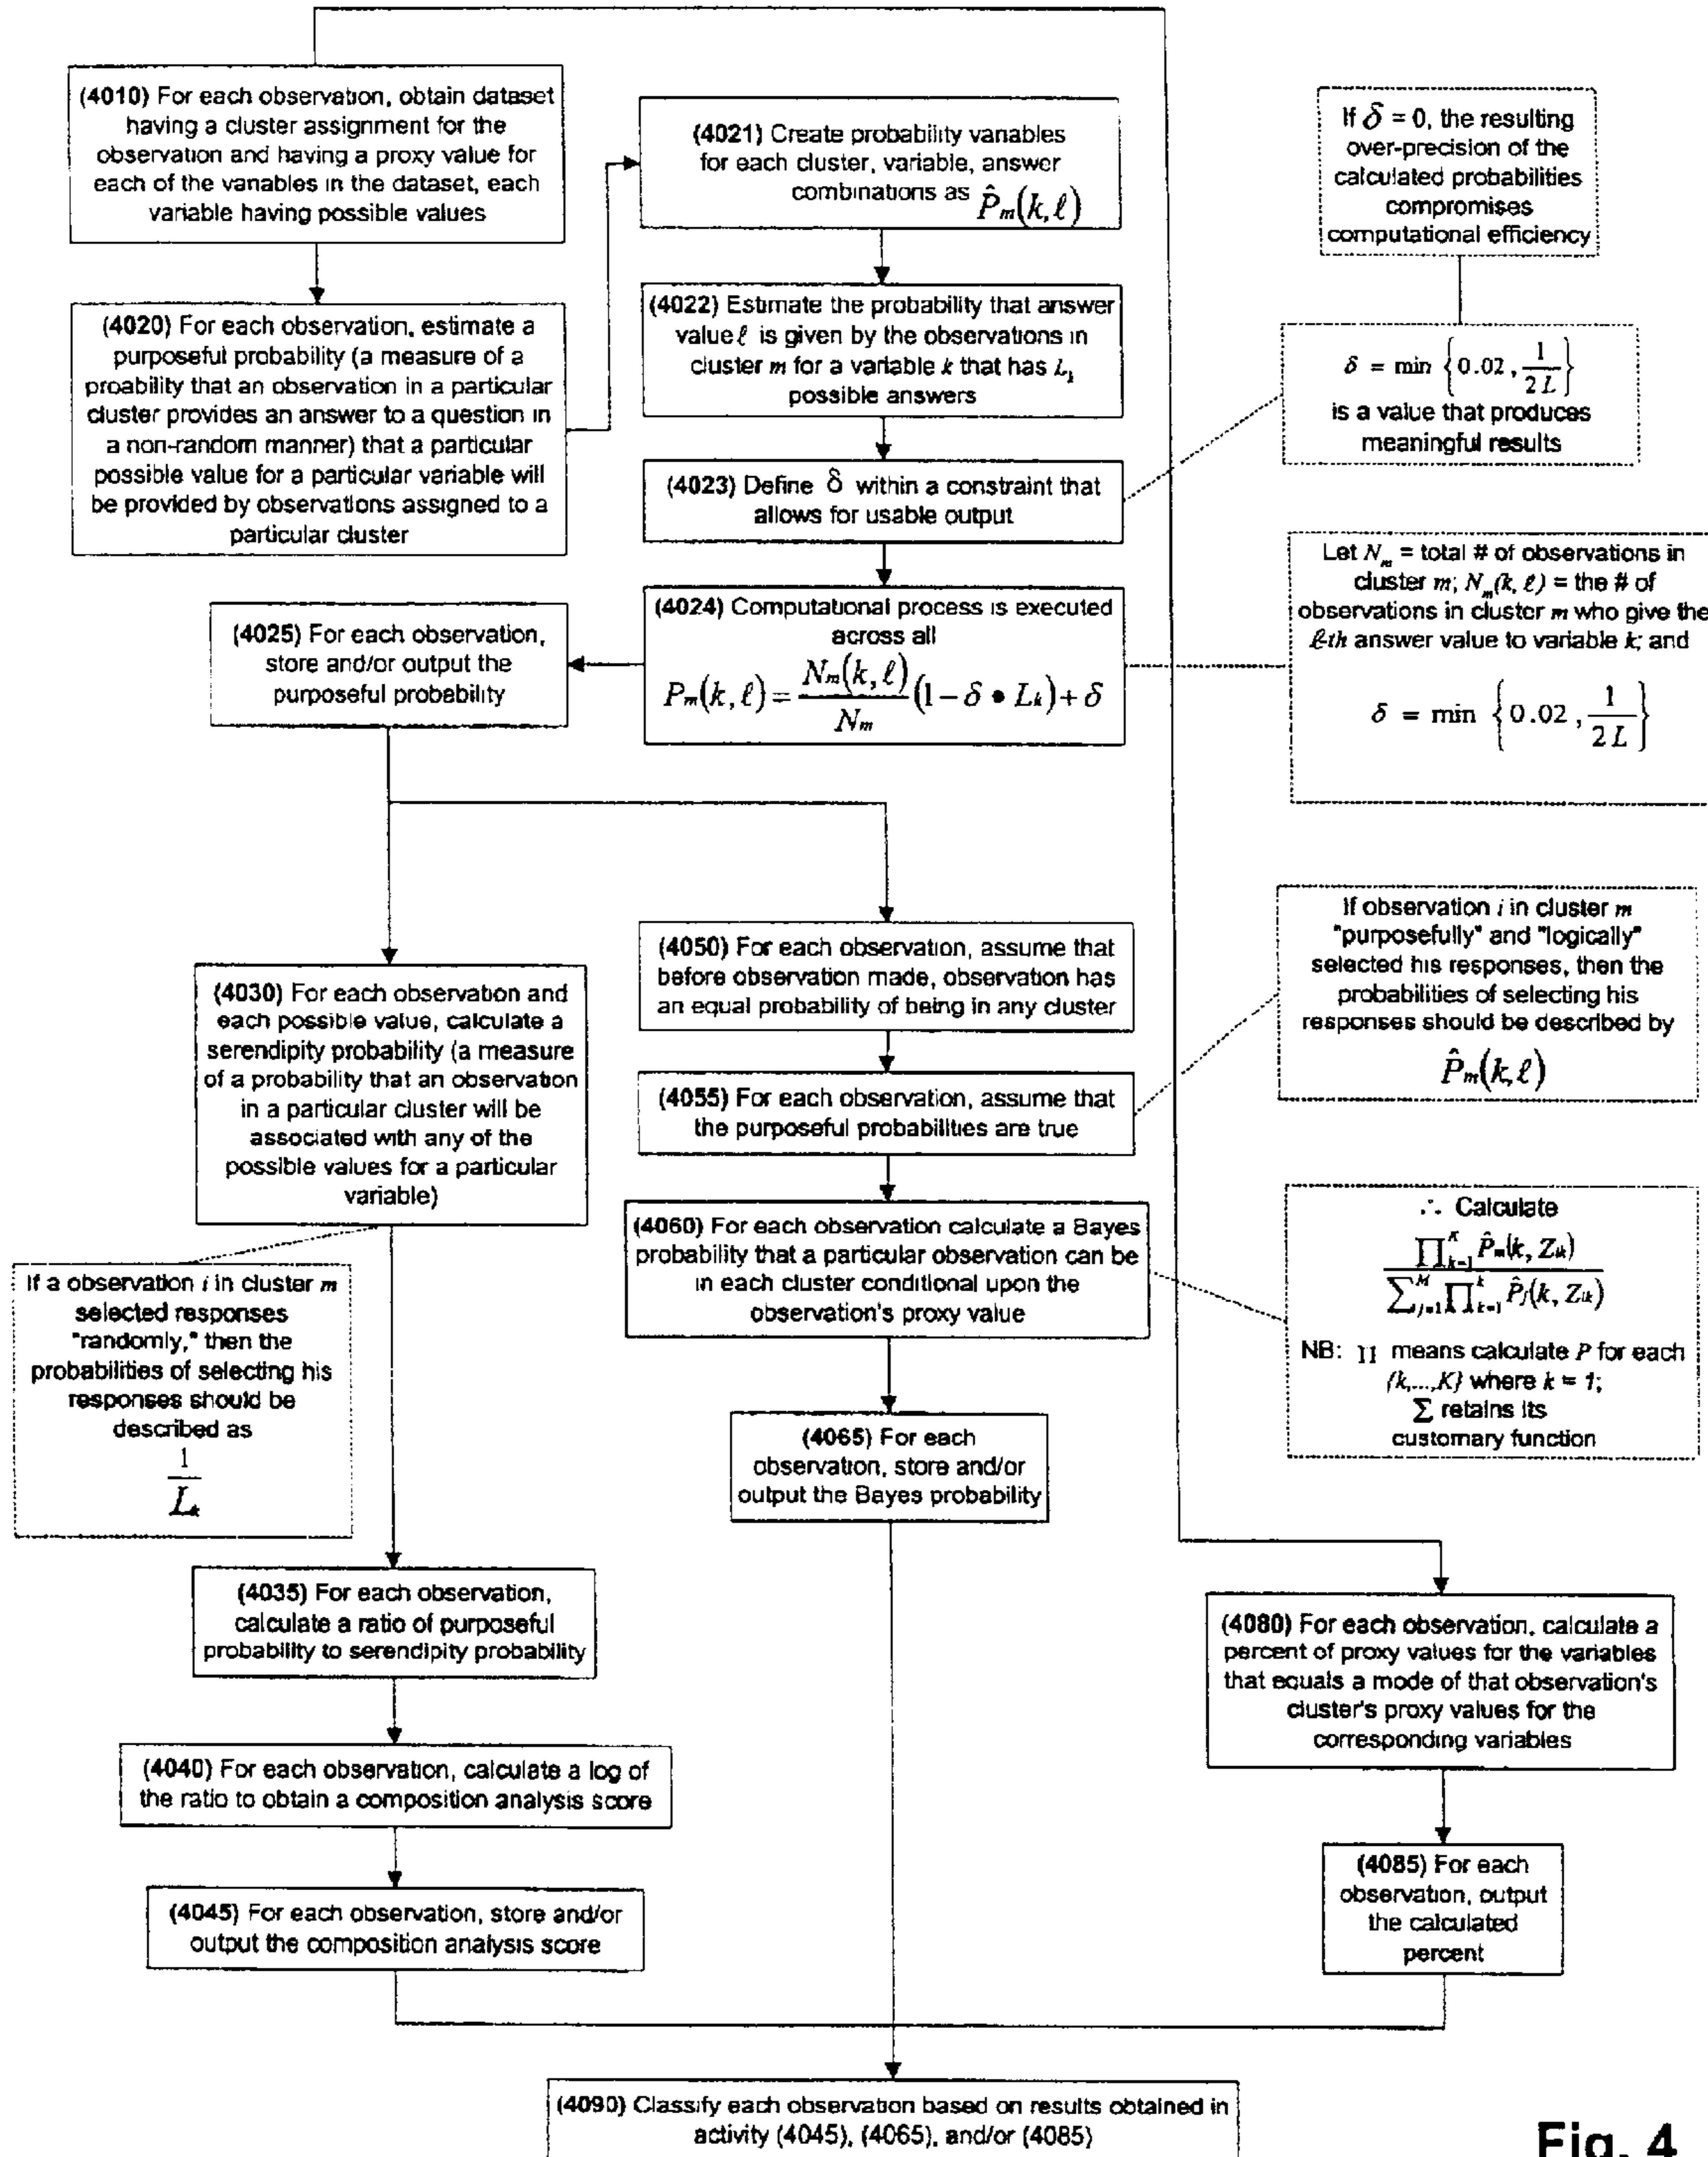 (4010) For each observation, obtain dataset
having a cluster assignment for the
observation and having a proxy value for
each of the variables in the dataset, each
variable having possible values
(4020) For each observation, estimate a
purposeful probability (a measure of a
proability that an observation in a particular
cluster provides an answer to a question in
a non-random manner) that a particular
possible value for a particular variable will
be provided by observations assigned to a
particular cluster
(4021) Create probability variables
for each cluster, variable, answer
combinations as P̂m(k,ℓ)
(4022) Estimate the probability that answer
value ℓ is given by the observations in
cluster m for a variable k that has Lk
possible answers
(4023) Define δ within a constraint that
allows for usable output
(4024) Computational process is executed
across all
Pm(k,ℓ) = Nm(k,ℓ)/Nm (1 − δ • Lk) + δ
(4025) For each observation,
store and/or output the
purposeful probability
If δ = 0, the resulting
over-precision of the
calculated probabilities
compromises
computational efficiency
δ = min {0.02, 1/2L}
is a value that produces
meaningful results
Let Nm = total # of observations in
cluster m; Nm(k, ℓ) = the # of
observations in cluster m who give the
ℓ-th answer value to variable k; and
δ = min {0.02, 1/2L}
(4030) For each observation and
each possible value, calculate a
serendipity probability (a measure
of a probability that an observation
in a particular cluster will be
associated with any of the
possible values for a particular
variable)
If a observation i in cluster m
selected responses
"randomly," then the
probabilities of selecting his
responses should be
described as
1/Lk
(4035) For each observation,
calculate a ratio of purposeful
probability to serendipity probability
(4040) For each observation, calculate a log of
the ratio to obtain a composition analysis score
(4045) For each observation, store and/or
output the composition analysis score
(4050) For each observation, assume that
before observation made, observation has
an equal probability of being in any cluster
(4055) For each observation, assume that
the purposeful probabilities are true
(4060) For each observation calculate a Bayes
probability that a particular observation can be
in each cluster conditional upon the
observation's proxy value
(4065) For each
observation, store and/or
output the Bayes probability
If observation i in cluster m
"purposefully" and "logically"
selected his responses, then the
probabilities of selecting his
responses should be described by
P̂m(k,ℓ)
∴ Calculate
∏_{k=1}^{K} P̂m(k, Zik)
∑_{j=1}^{M} ∏_{k=1}^{k} P̂j(k, Zik)
NB: ∏ means calculate P for each
{k,...,K} where k = 1;
∑ retains its
customary function
(4080) For each observation, calculate a
percent of proxy values for the variables
that equals a mode of that observation's
cluster's proxy values for the
corresponding variables
(4085) For each
observation, output
the calculated
percent
(4090) Classify each observation based on results obtained in
activity (4045), (4065), and/or (4085)
Fig. 4